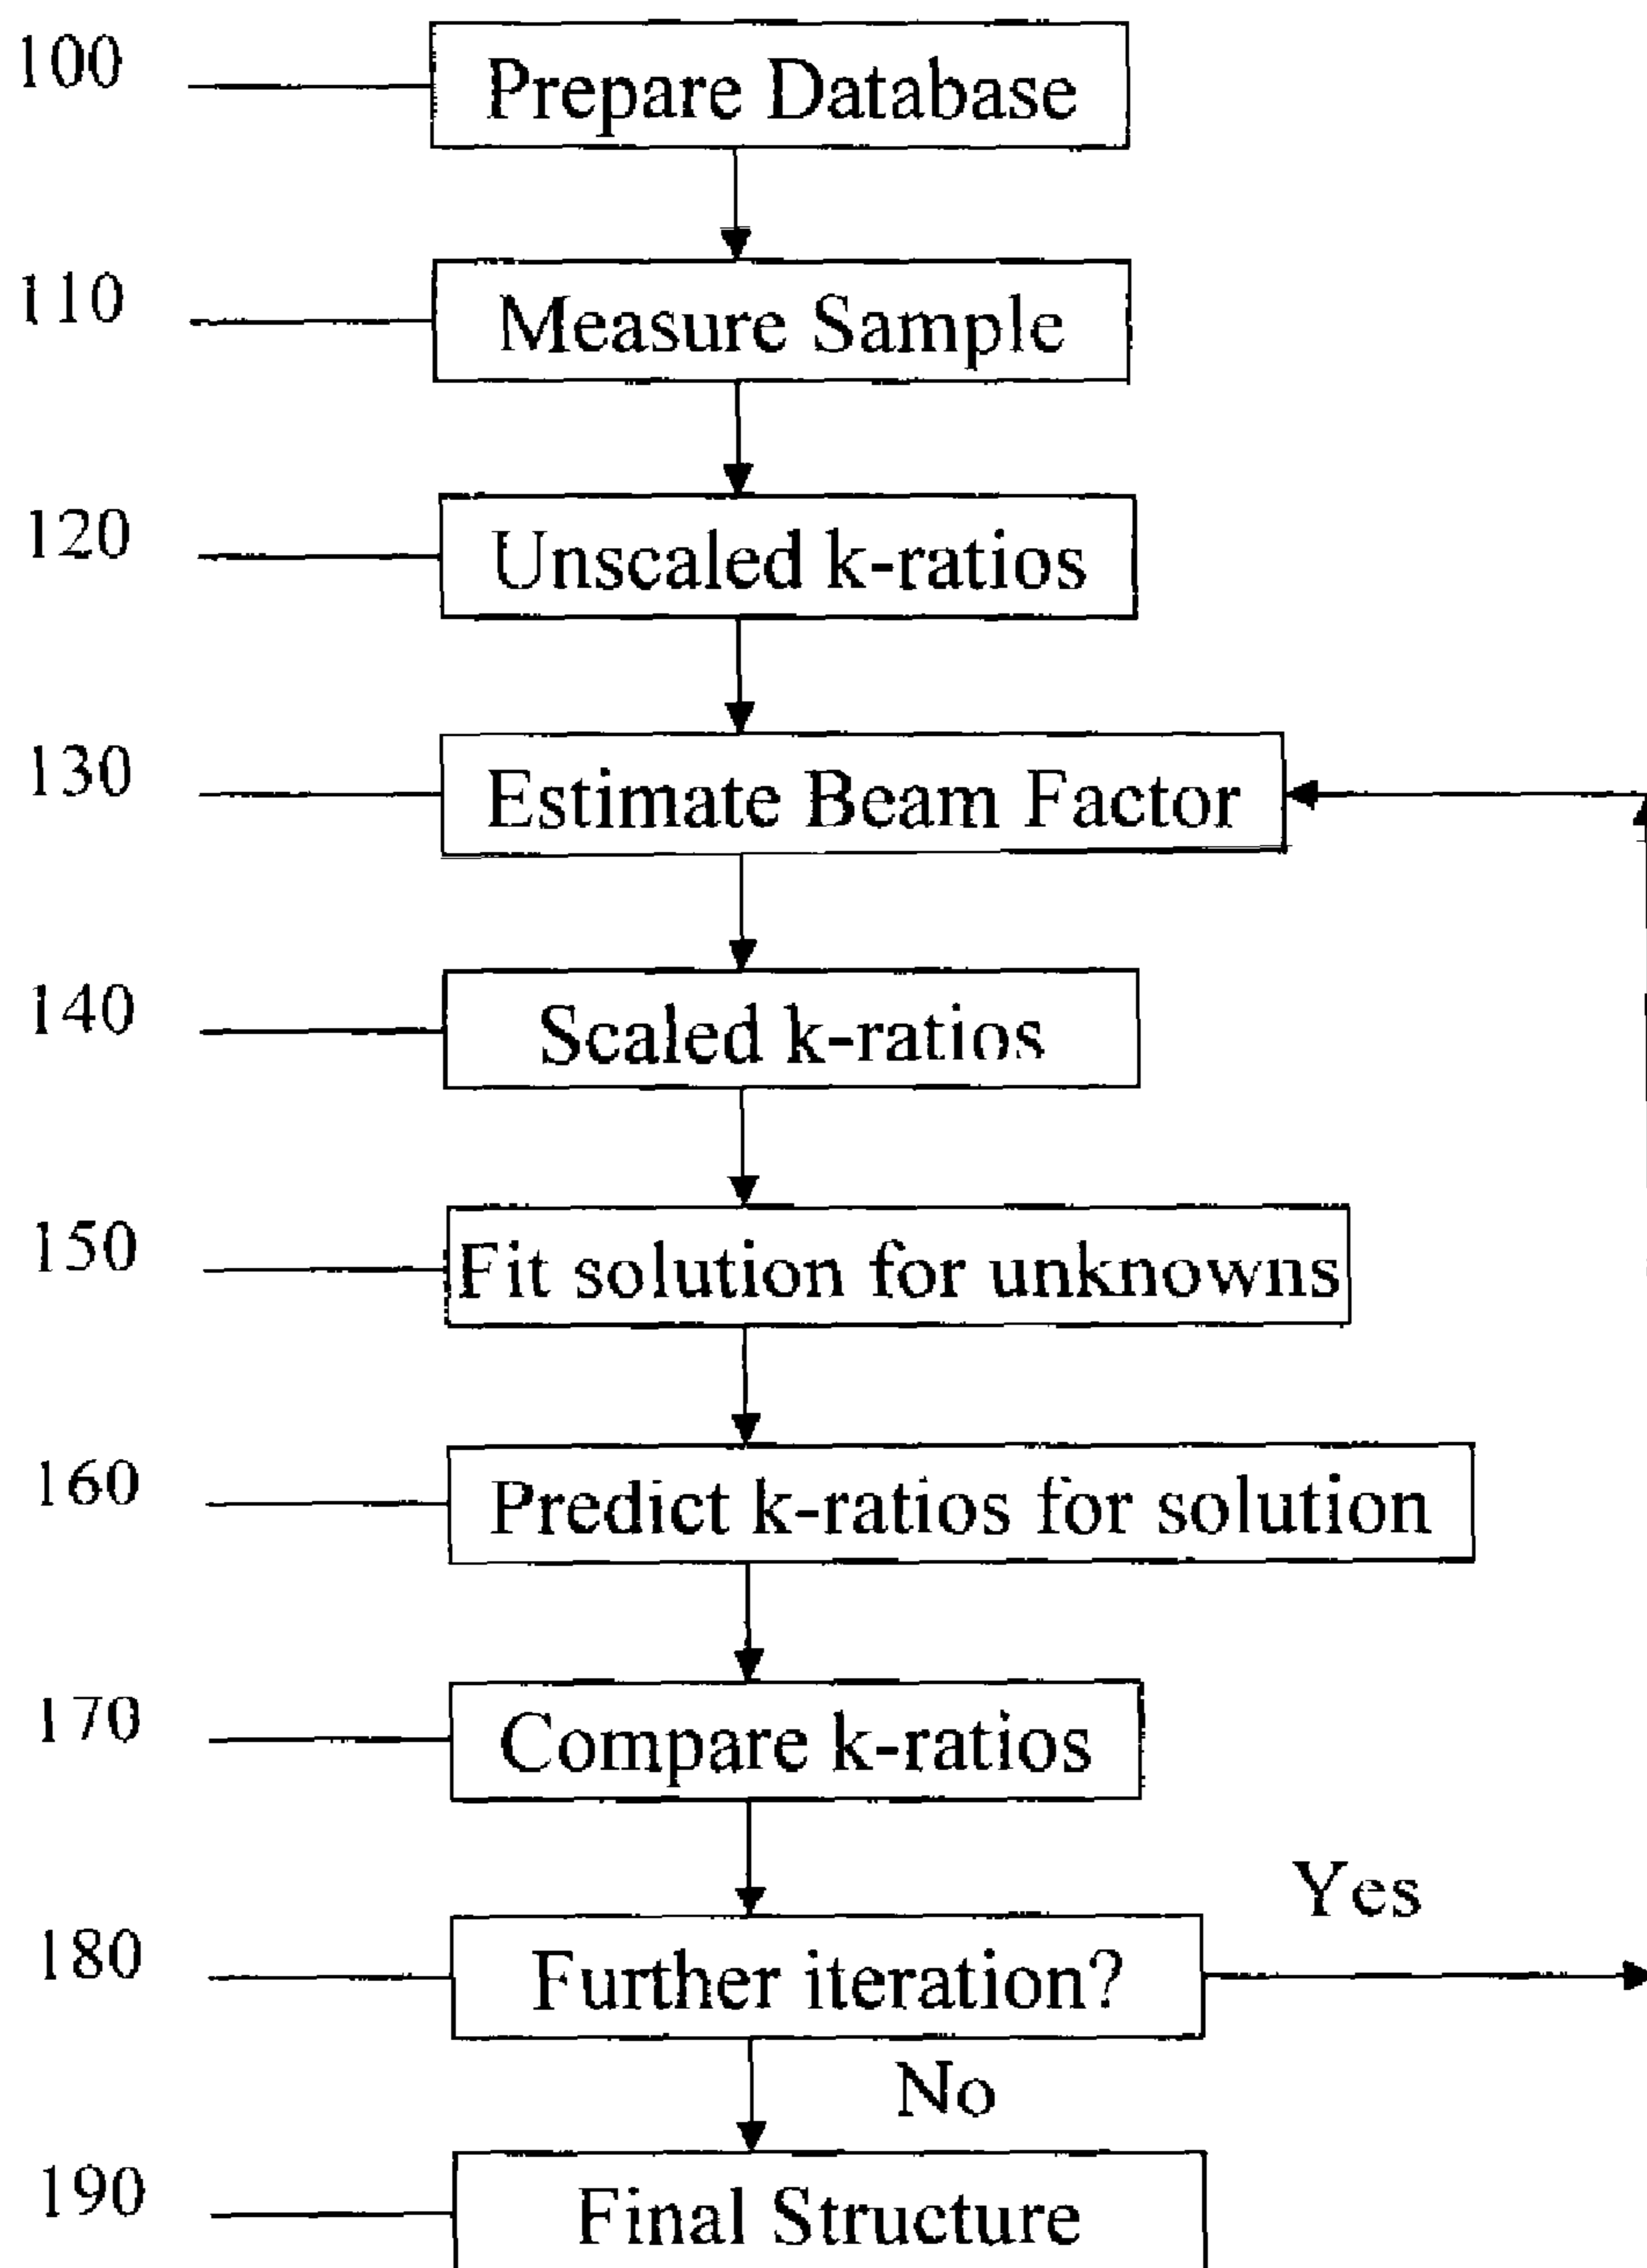 100 Prepare Database
110 Measure Sample
120 Unscaled k-ratios
130 Estimate Beam Factor
140 Scaled k-ratios
150 Fit solution for unknowns
160 Predict k-ratios for solution
170 Compare k-ratios
Yes
180 Further iteration?
No
190 Final Structure